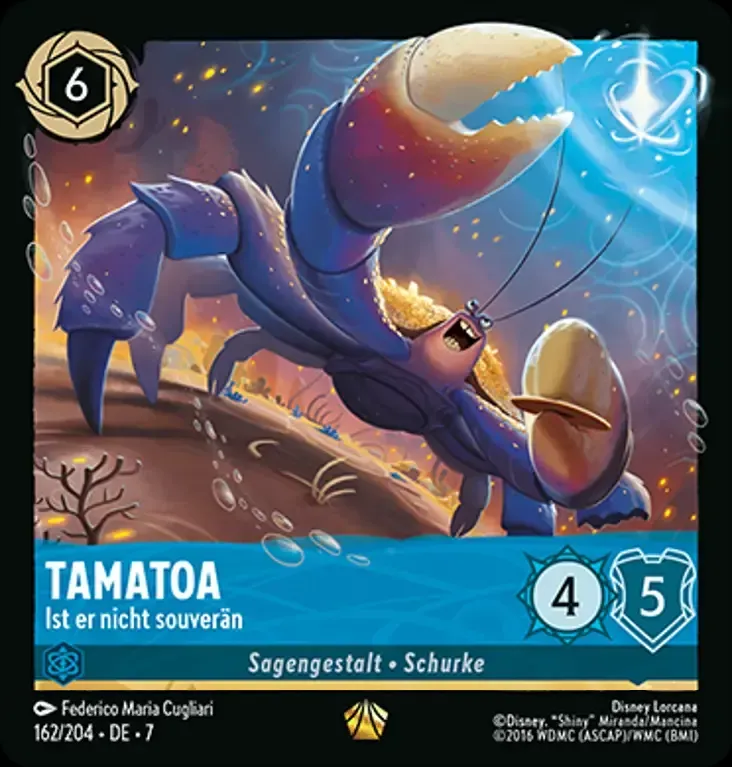 6
TAMATOA
Ist er nicht souverän
4
5
Sagengestalt • Schurke
Federico Maria Cugliari
162/204 • DE • 7
Disney Lorcana
©Disney. "Shiny" Miranda/Mancina
©2016 WDMC (ASCAP)/WMC (BMI)